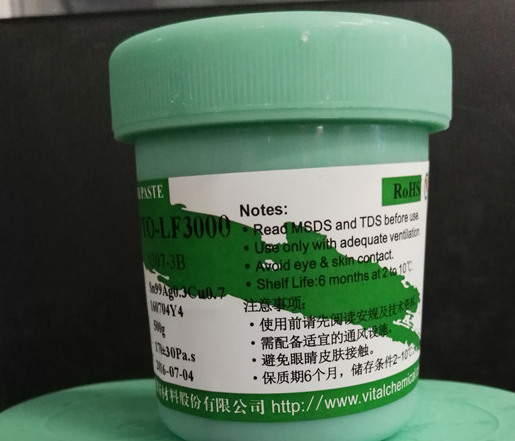 PASTE
RoHS
O-LF3000
Notes:
• Read MSDS and TDS before use.
• Use only with adequate ventilation
• Avoid eye & skin contact.
• Shelf Life:6 months at 2 to 10℃.
307-3B
Sn99Ag0.3Cu0.7
160704Y4
500g
170±30Pa.s
2016-07-04
注意事项:
• 使用前请先阅读安规及技术资料
• 需配备适宜的通风设施。
• 避免眼睛皮肤接触。
• 保质期6个月，储存条件2-10℃
材料股份有限公司 http://www.vitalchemical.